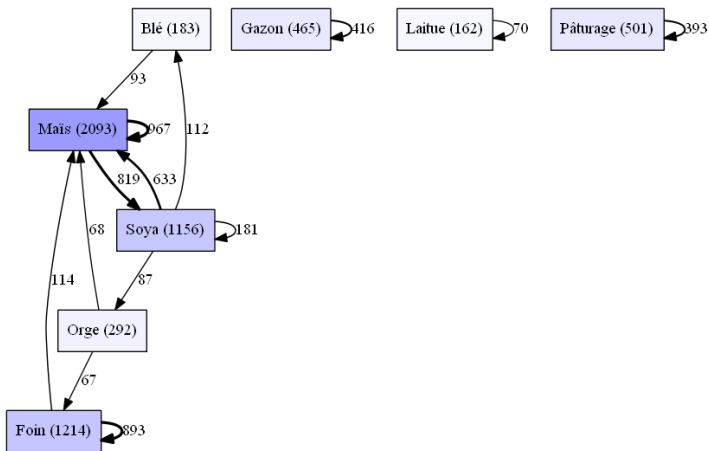 Blé (183)
Gazon (465)
416
Laitue (162)
70
Pâturage (501)
393
93
Maïs (2093)
967
112
819
633
Soya (1156)
181
68
114
87
Orge (292)
67
Foin (1214)
893